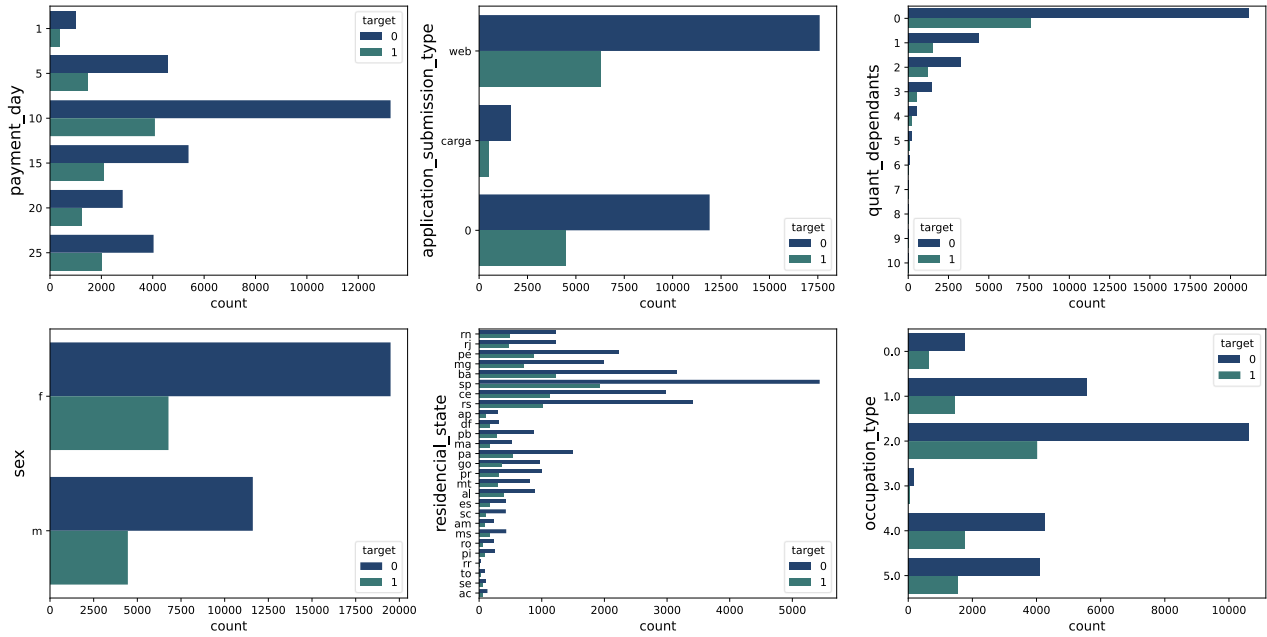 payment_day
1
5
10
15
20
25
0 2000 4000 6000 8000 10000 12000
count
target
0
1
application_submission_type
web
carga
0
0 2500 5000 7500 10000 12500 15000 17500
count
target
0
1
quant_dependants
0
1
2
3
4
5
6
7
8
9
10
0 2500 5000 7500 10000 12500 15000 17500 20000
count
target
0
1
sex
f
m
0 2500 5000 7500 10000 12500 15000 17500 20000
count
target
0
1
residencial_state
rn
rj
pe
mg
ba
sp
ce
rs
ap
df
pb
ma
pa
go
pr
mt
al
es
sc
am
ms
ro
pi
rr
to
se
ac
0 1000 2000 3000 4000 5000
count
target
0
1
occupation_type
0.0
1.0
2.0
3.0
4.0
5.0
0 2000 4000 6000 8000 10000
count
target
0
1